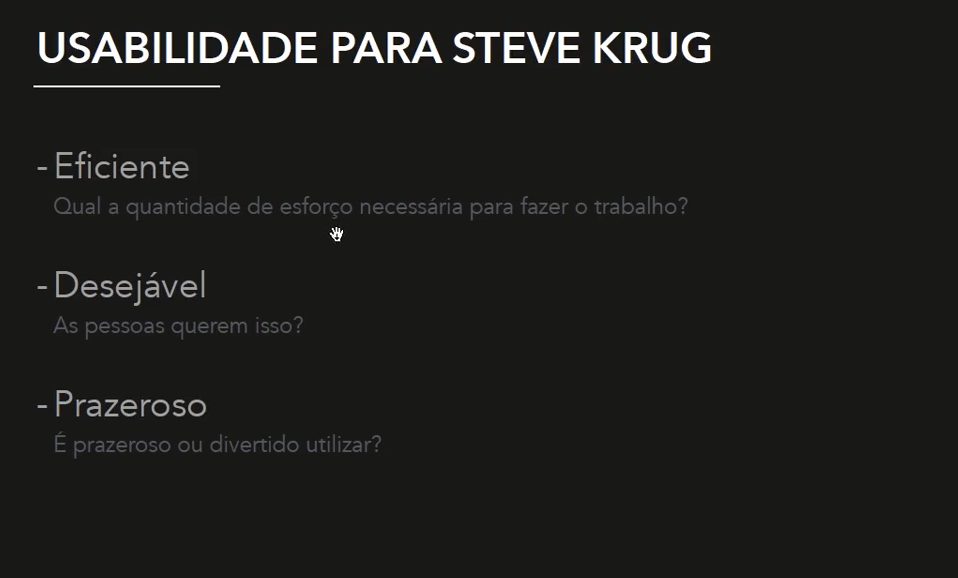 USABILIDADE PARA STEVE KRUG
- Eficiente
Qual a quantidade de esforço necessária para fazer o trabalho?
- Desejável
As pessoas querem isso?
- Prazeroso
É prazeroso ou divertido utilizar?